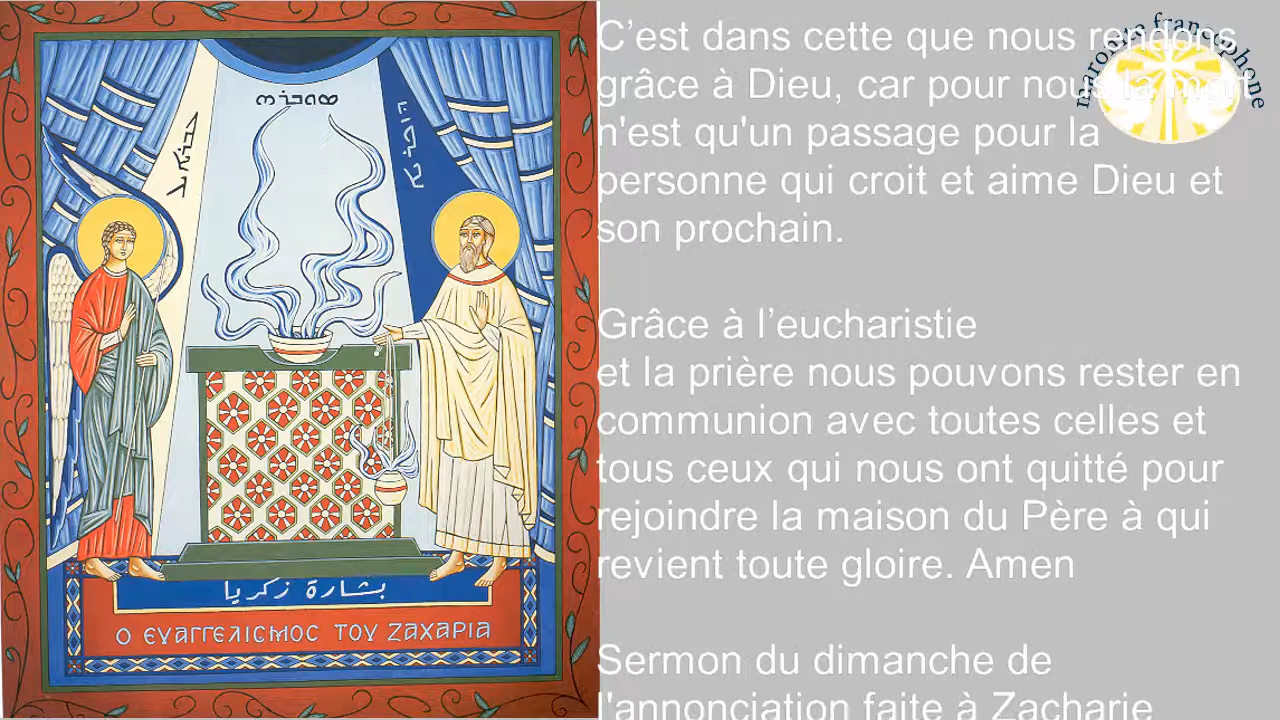 C’est dans cette que nous rendons
grâce à Dieu, car pour nous la mort
n'est qu'un passage pour la
personne qui croit et aime Dieu et
son prochain.
Grâce à l’eucharistie
et la prière nous pouvons rester en
communion avec toutes celles et
tous ceux qui nous ont quitté pour
rejoindre la maison du Père à qui
revient toute gloire. Amen
Sermon du dimanche de
l'annonciation faite à Zacharie
maronite francophone
بشارة زكريا
Ο ΕΥΑΓΓΕΛΙCΜΟC ΤΟΥ ΖΑΧΑΡΙΑ